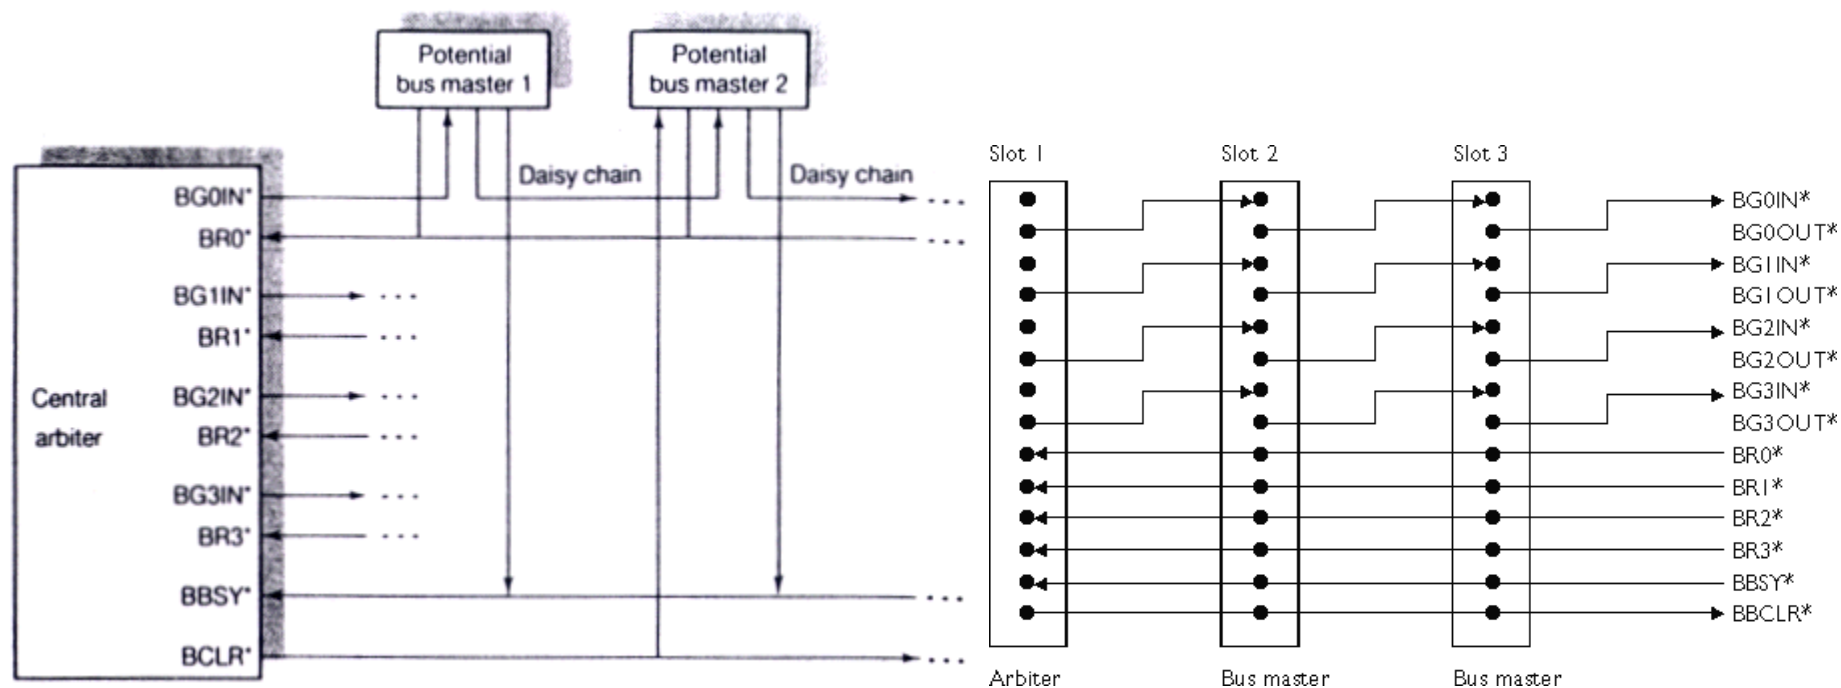 Potential
bus master 1
Potential
bus master 2
Daisy chain
Daisy chain
Central
arbiter
BG0IN*
BR0*
BG1IN*
BR1*
BG2IN*
BR2*
BG3IN*
BR3*
BBSY*
BCLR*
Slot 1
Slot 2
Slot 3
BG0IN*
BG0OUT*
BG1IN*
BG1OUT*
BG2IN*
BG2OUT*
BG3IN*
BG3OUT*
BR0*
BR1*
BR2*
BR3*
BBSY*
BBCLR*
Arbiter
Bus master
Bus master